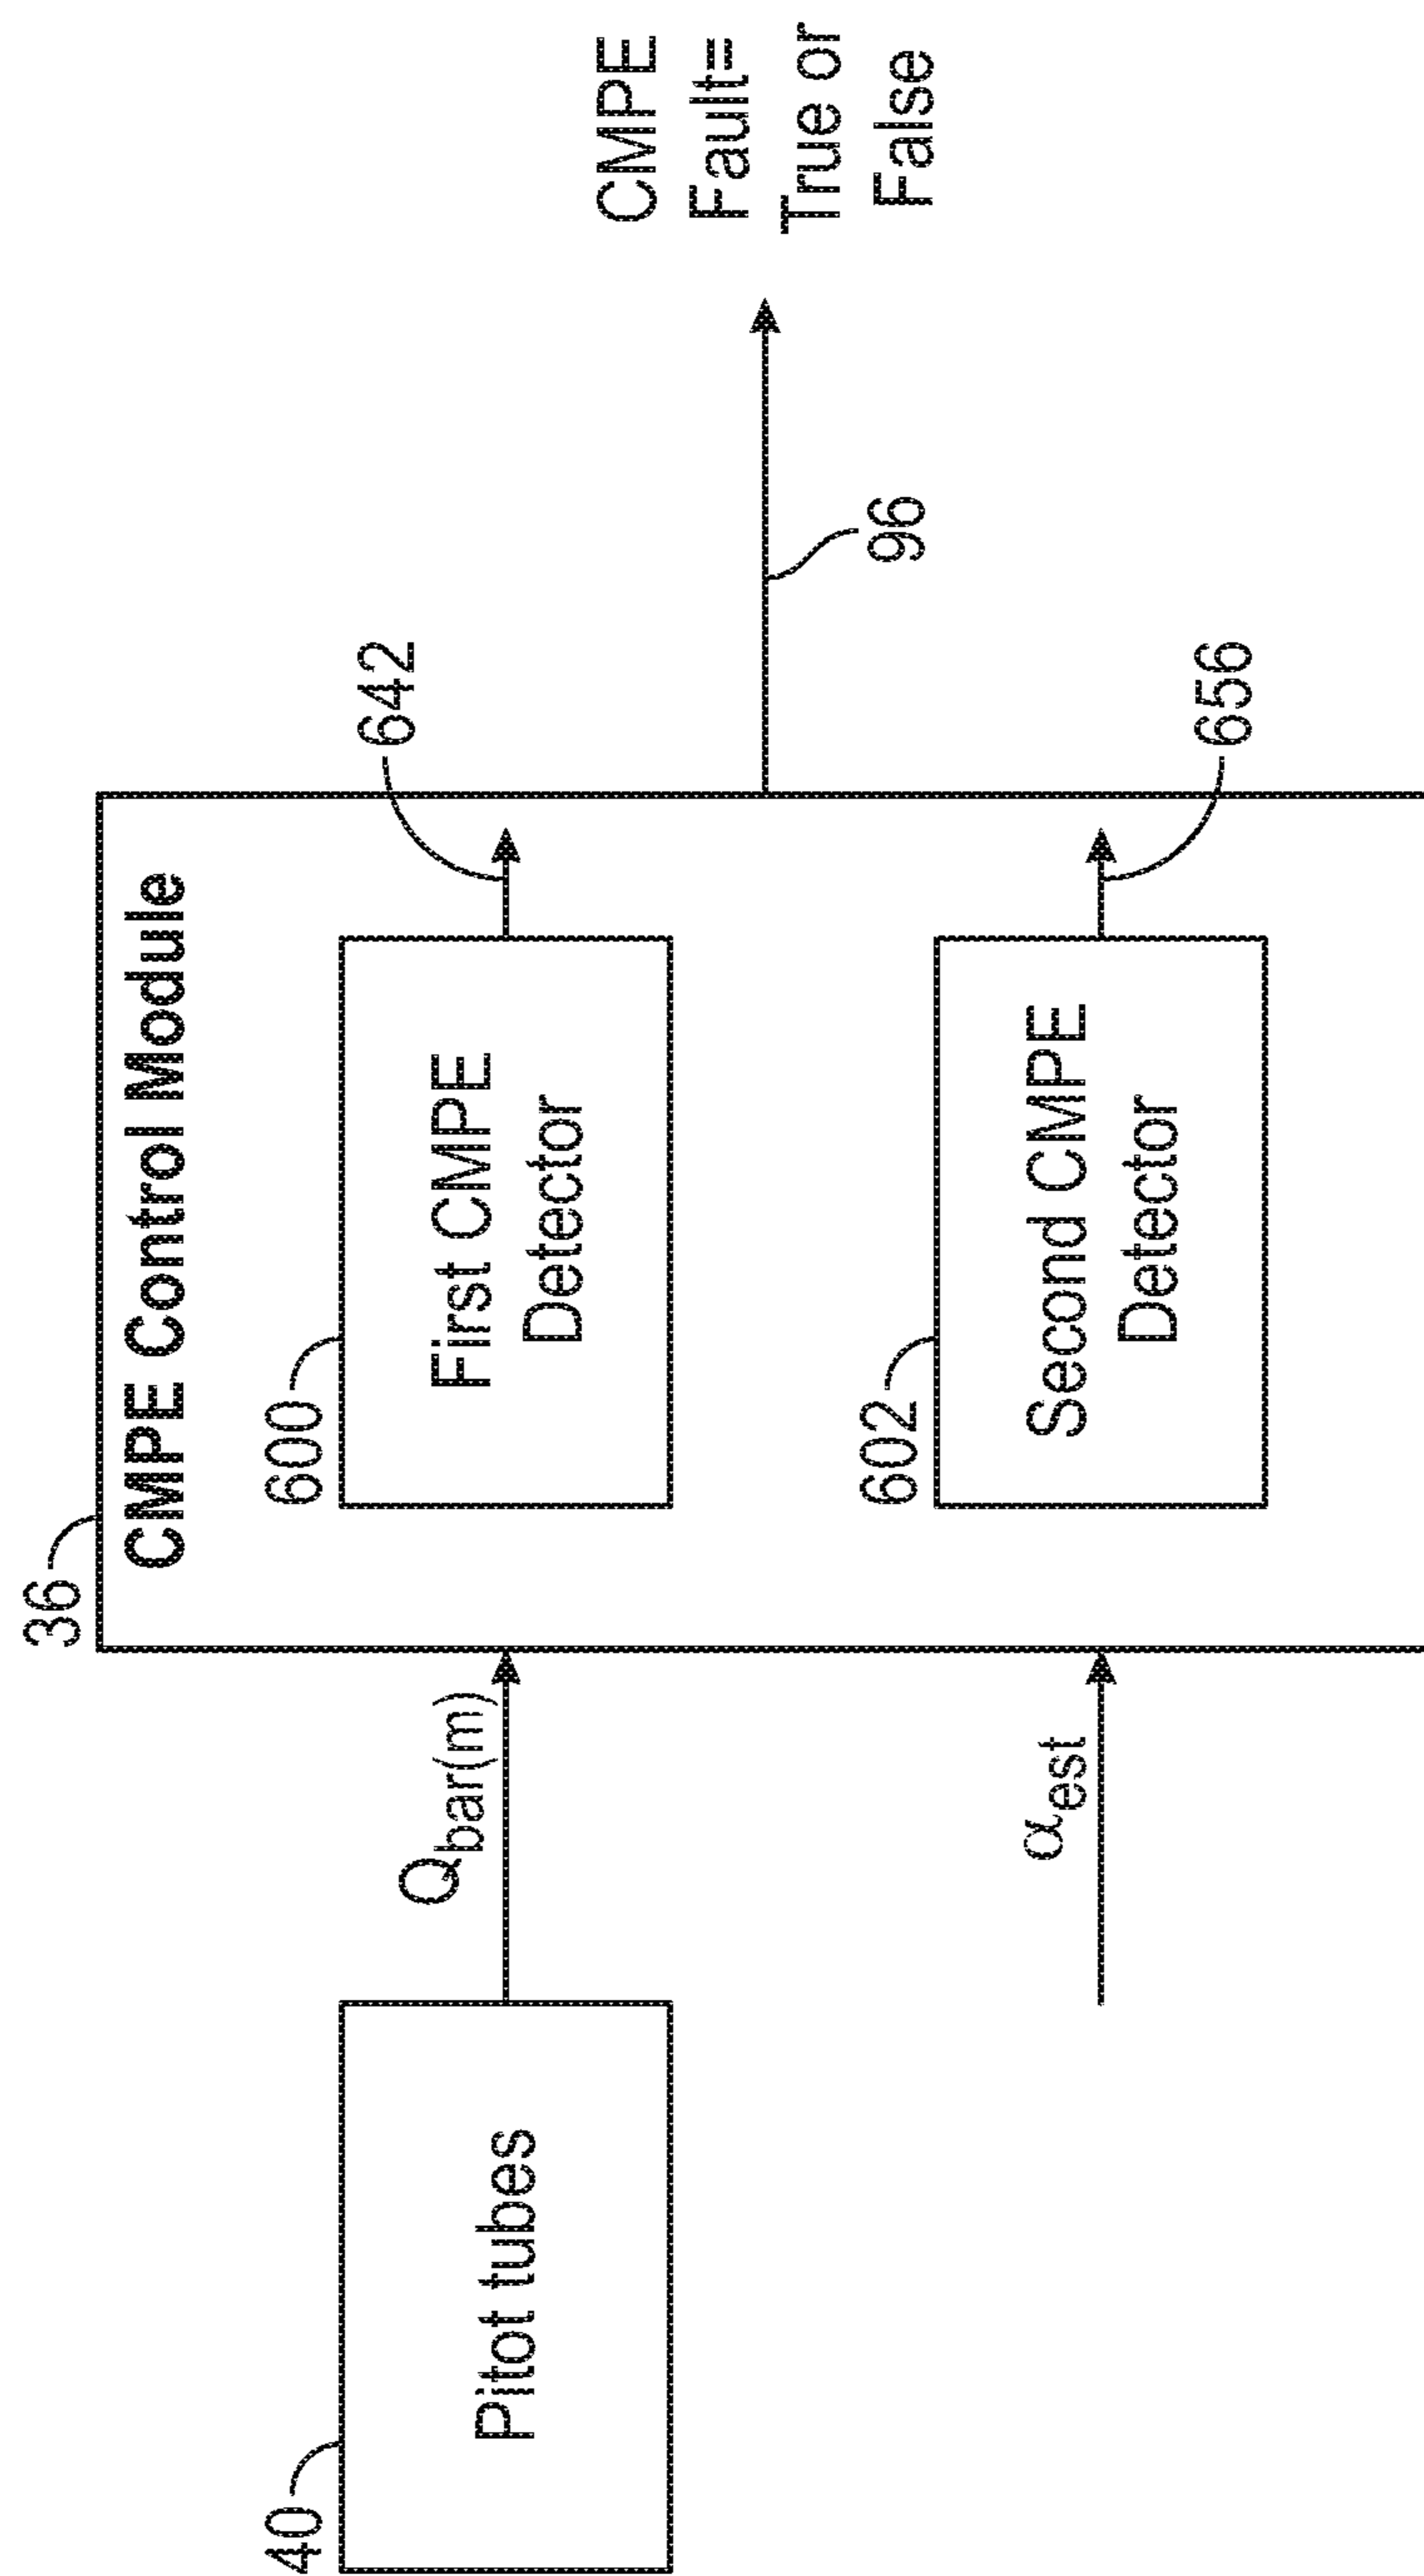 36
CMPE Control Module
40
Pitot tubes
Qbar(m)
600
First CMPE
Detector
642
αest
602
Second CMPE
Detector
656
96
CMPE
Fault=
True or
False